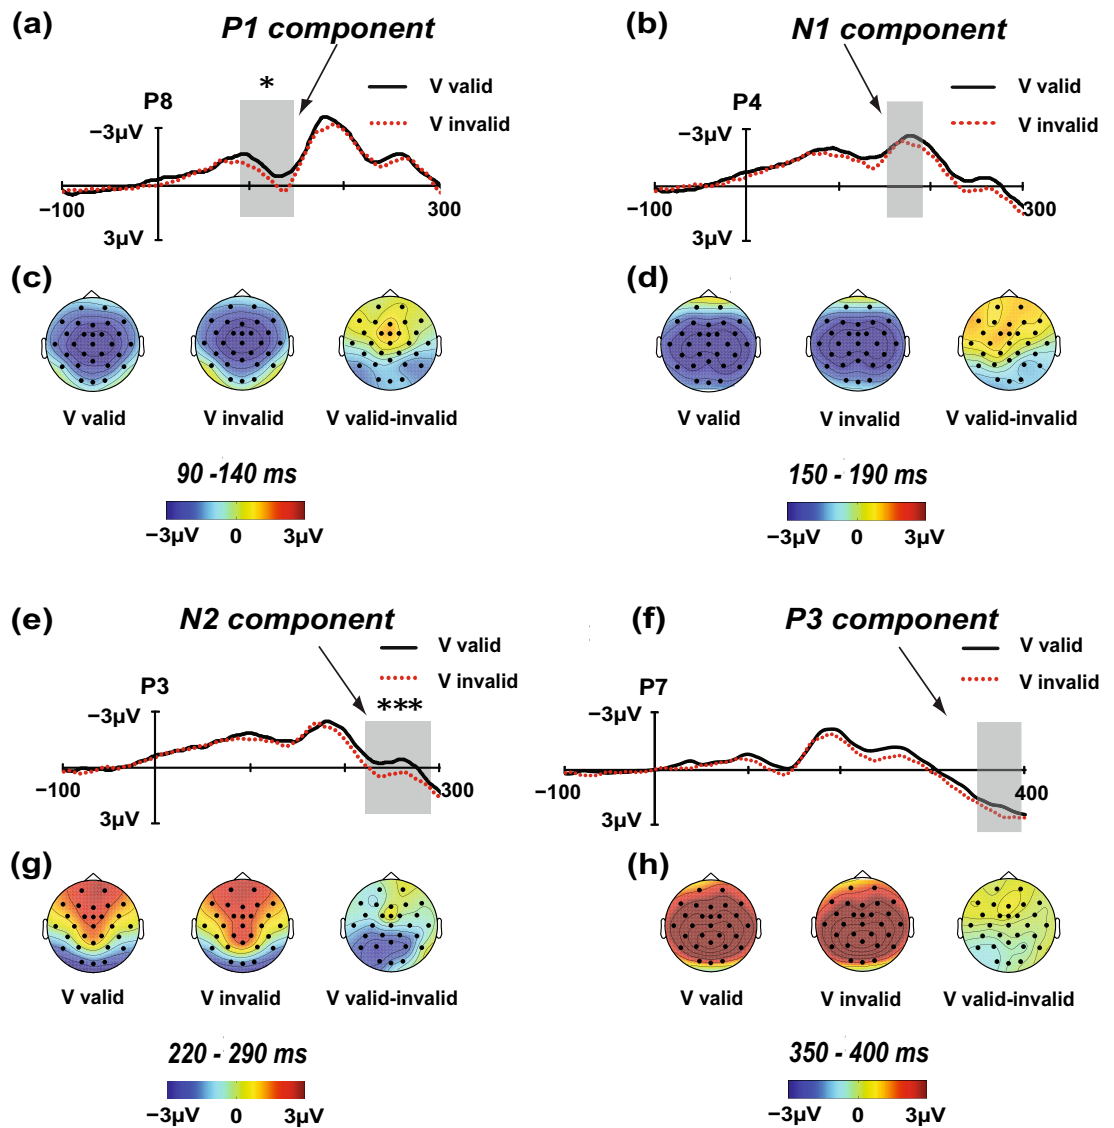 (a)
P1 component
*
V valid
V invalid
P8
−3µV
−100
300
3µV
(b)
N1 component
V valid
V invalid
P4
−3µV
−100
300
3µV
(c)
V valid
V invalid
V valid-invalid
90 -140 ms
−3µV
0
3µV
(d)
V valid
V invalid
V valid-invalid
150 - 190 ms
−3µV
0
3µV
(e)
N2 component
V valid
V invalid
P3
***
−3µV
−100
300
3µV
(f)
P3 component
V valid
V invalid
P7
−3µV
−100
400
3µV
(g)
V valid
V invalid
V valid-invalid
220 - 290 ms
−3µV
0
3µV
(h)
V valid
V invalid
V valid-invalid
350 - 400 ms
−3µV
0
3µV